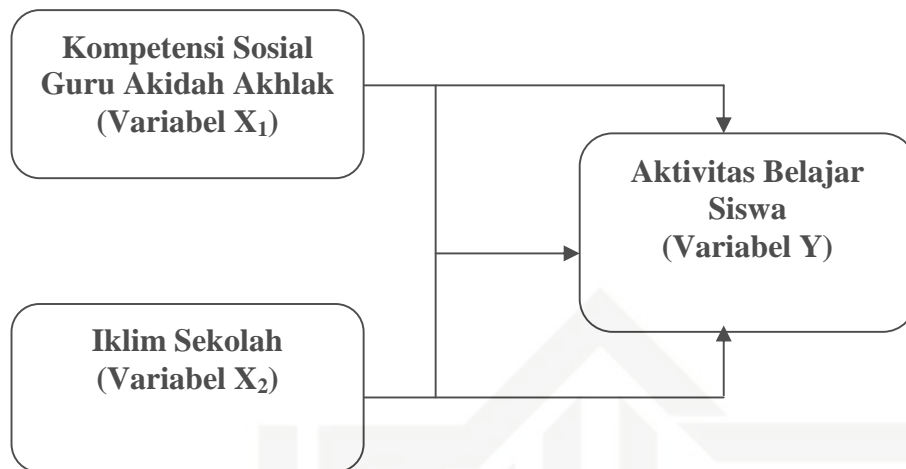 Kompetensi Sosial
Guru Akidah Akhlak
(Variabel X₁)
Aktivitas Belajar
Siswa
(Variabel Y)
Iklim Sekolah
(Variabel X₂)